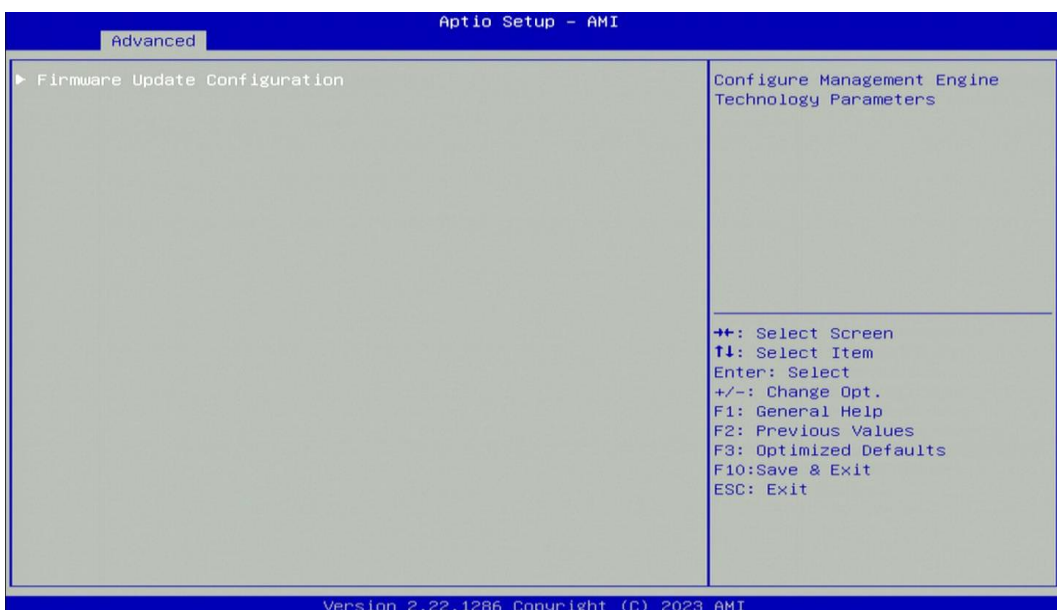 Aptio Setup - AMI
Advanced
► Firmware Update Configuration
Configure Management Engine
Technology Parameters
→←: Select Screen
↑↓: Select Item
Enter: Select
+/-: Change Opt.
F1: General Help
F2: Previous Values
F3: Optimized Defaults
F10:Save & Exit
ESC: Exit
Version 2.22.1286 Copyright (C) 2023 AMI